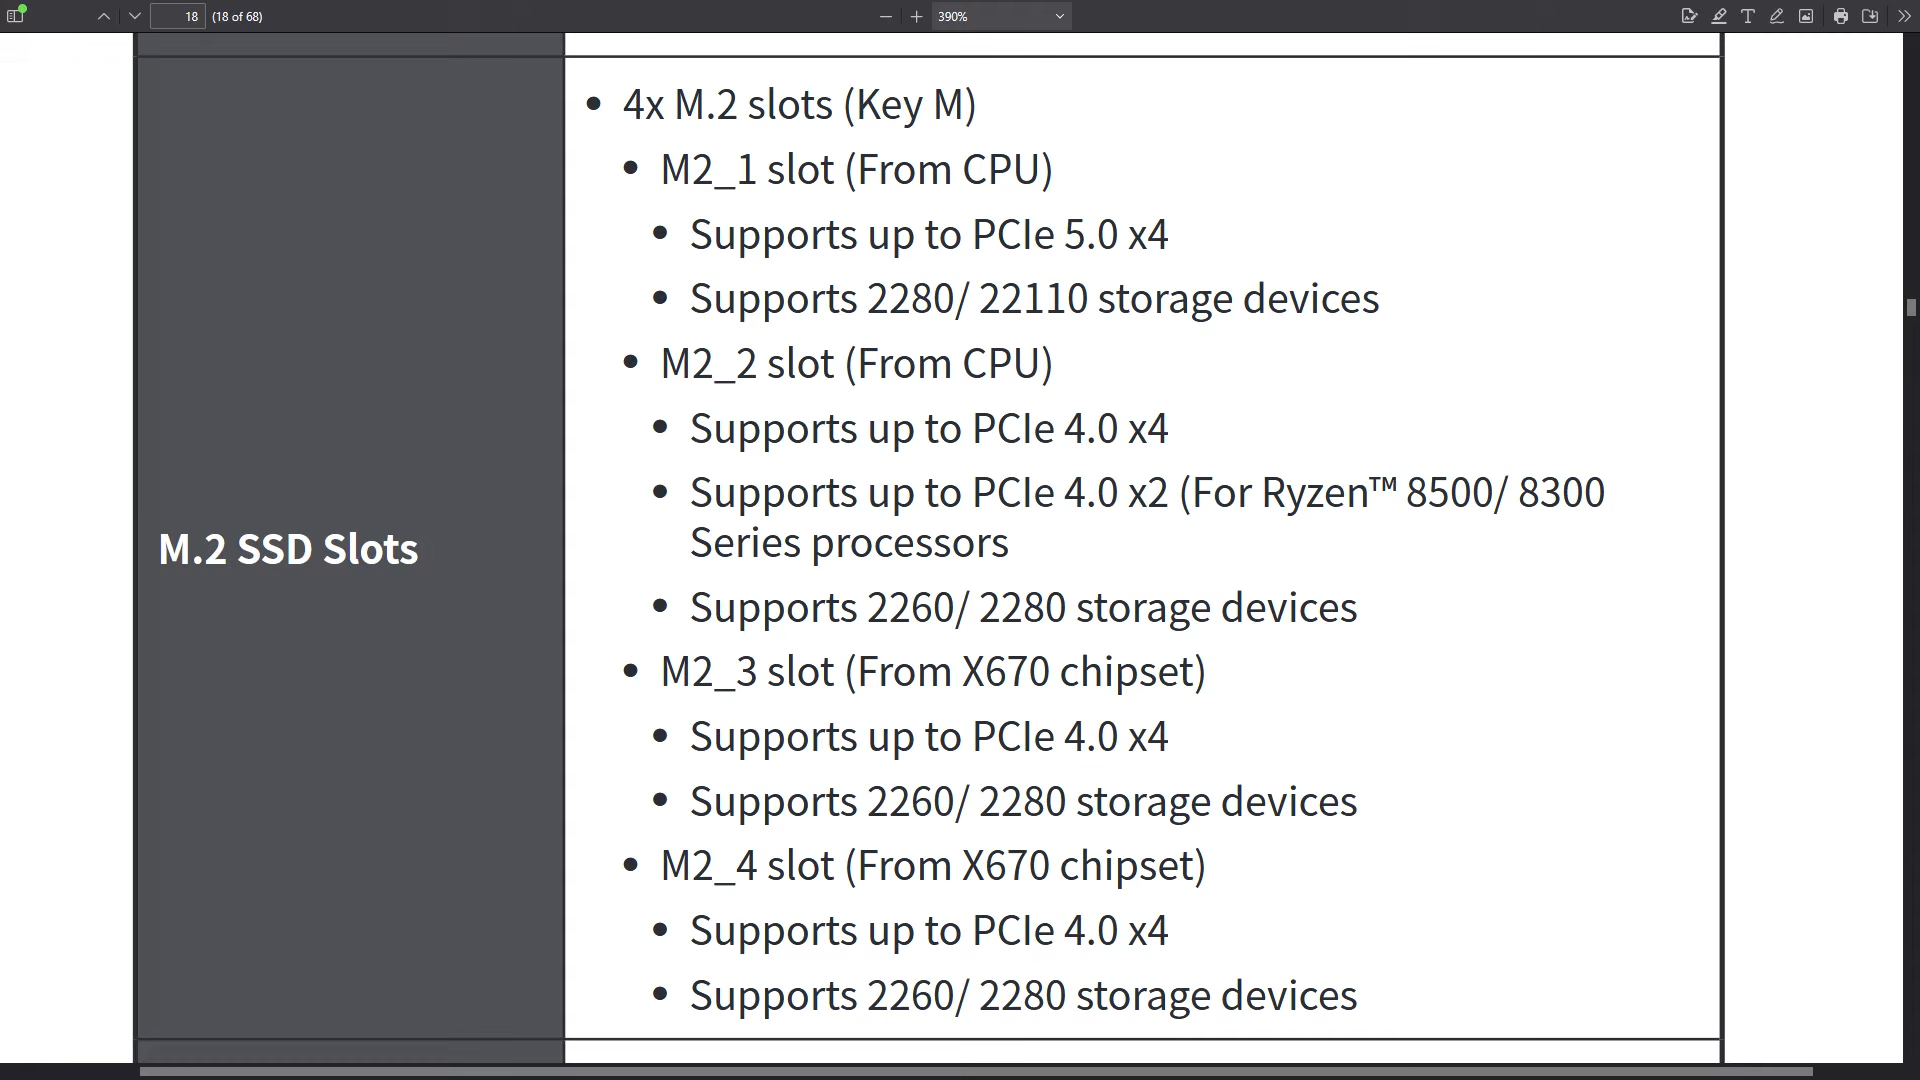 18 (18 of 68) 390%
• 4x M.2 slots (Key M)
• M2_1 slot (From CPU)
• Supports up to PCIe 5.0 x4
• Supports 2280/ 22110 storage devices
• M2_2 slot (From CPU)
• Supports up to PCIe 4.0 x4
• Supports up to PCIe 4.0 x2 (For Ryzen™ 8500/ 8300
Series processors
M.2 SSD Slots
• Supports 2260/ 2280 storage devices
• M2_3 slot (From X670 chipset)
• Supports up to PCIe 4.0 x4
• Supports 2260/ 2280 storage devices
• M2_4 slot (From X670 chipset)
• Supports up to PCIe 4.0 x4
• Supports 2260/ 2280 storage devices